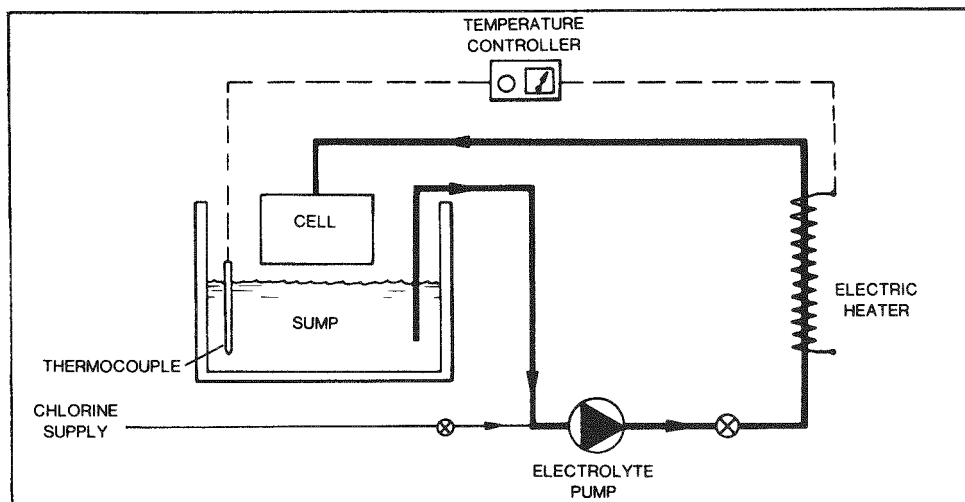 TEMPERATURE
CONTROLLER
CELL
SUMP
ELECTRIC
HEATER
THERMOCOUPLE
CHLORINE
SUPPLY
ELECTROLYTE
PUMP